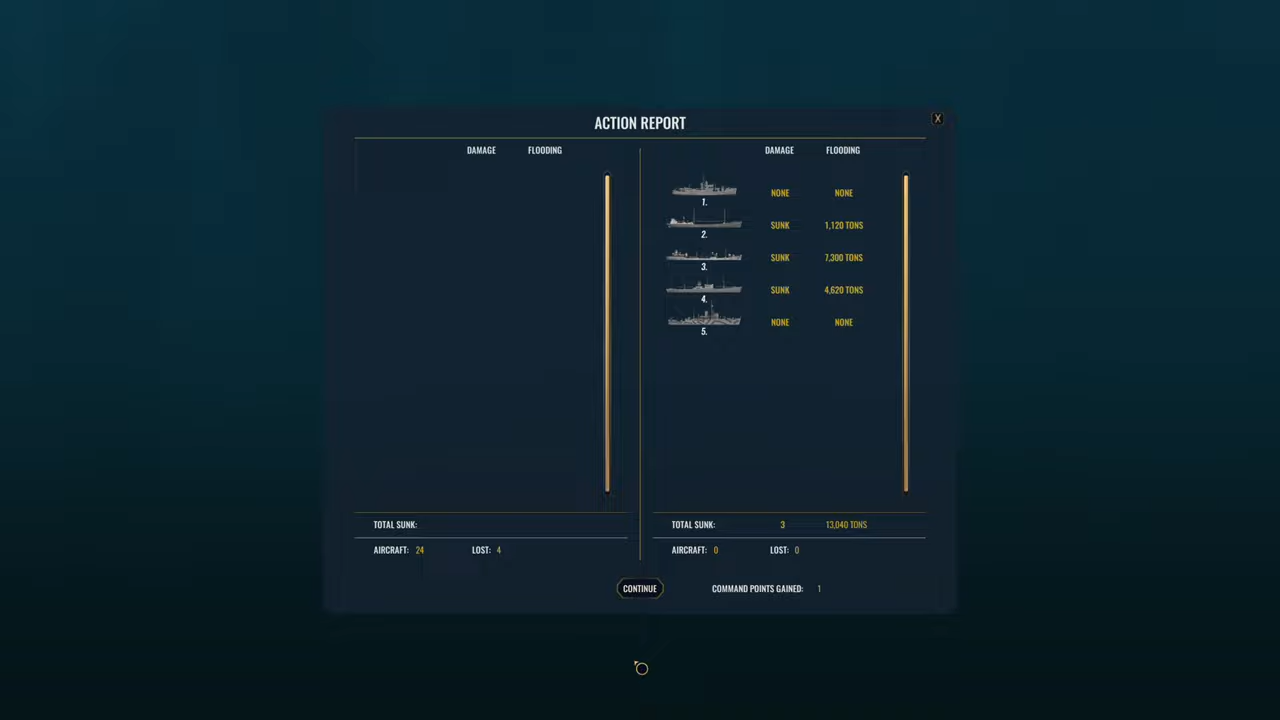 ACTION REPORT
X
DAMAGE FLOODING
DAMAGE FLOODING
NONE NONE
1.
SUNK 1,120 TONS
2.
SUNK 7,300 TONS
3.
SUNK 4,620 TONS
4.
NONE NONE
5.
TOTAL SUNK:
AIRCRAFT: 24 LOST: 4
TOTAL SUNK: 3 13,040 TONS
AIRCRAFT: 0 LOST: 0
CONTINUE
COMMAND POINTS GAINED: 1